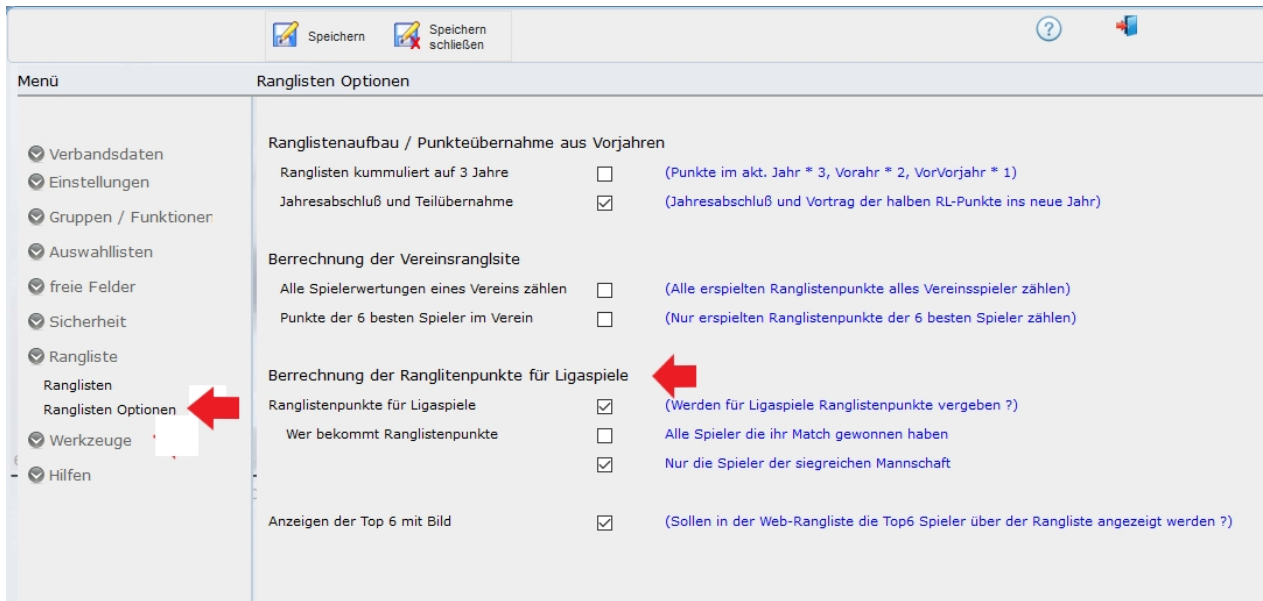 Speichern
Speichern
schließen
?
Menü
Ranglisten Optionen
Verbandsdaten
Einstellungen
Gruppen / Funktionen
Auswahllisten
freie Felder
Sicherheit
Rangliste
Ranglisten
Ranglisten Optionen
Werkzeuge
Hilfen
Ranglistenaufbau / Punkteübernahme aus Vorjahren
Ranglisten kummuliert auf 3 Jahre (Punkte im akt. Jahr * 3, Vorahr * 2, VorVorjahr * 1)
Jahresabschluß und Teilübernahme (Jahresabschluß und Vortrag der halben RL-Punkte ins neue Jahr)
Berrechnung der Vereinsranglsite
Alle Spielerwertungen eines Vereins zählen (Alle erspielten Ranglistenpunkte alles Vereinsspieler zählen)
Punkte der 6 besten Spieler im Verein (Nur erspielten Ranglistenpunkte der 6 besten Spieler zählen)
Berrechnung der Ranglitenpunkte für Ligaspiele
Ranglistenpunkte für Ligaspiele (Werden für Ligaspiele Ranglistenpunkte vergeben ?)
Wer bekommt Ranglistenpunkte Alle Spieler die ihr Match gewonnen haben
Nur die Spieler der siegreichen Mannschaft
Anzeigen der Top 6 mit Bild (Sollen in der Web-Rangliste die Top6 Spieler über der Rangliste angezeigt werden ?)